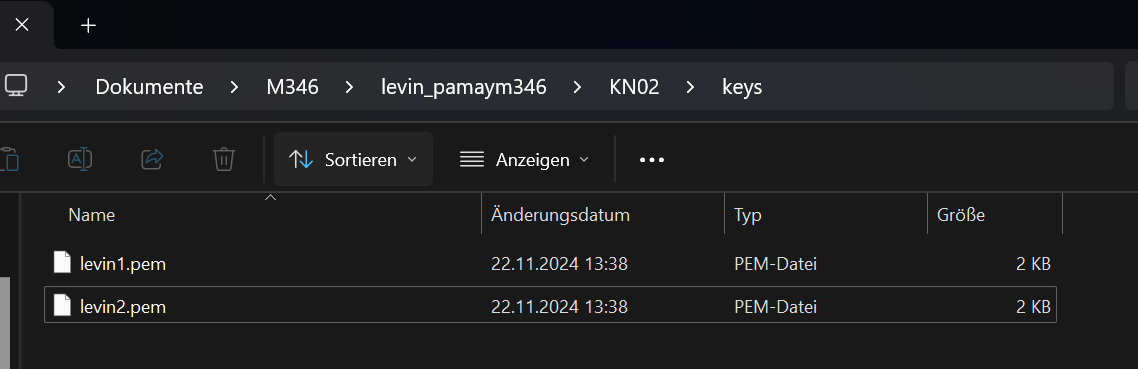 Dokumente > M346 > levin_pamaym346 > KN02 > keys
Sortieren Anzeigen
Name Änderungsdatum Typ Größe
levin1.pem 22.11.2024 13:38 PEM-Datei 2 KB
levin2.pem 22.11.2024 13:38 PEM-Datei 2 KB